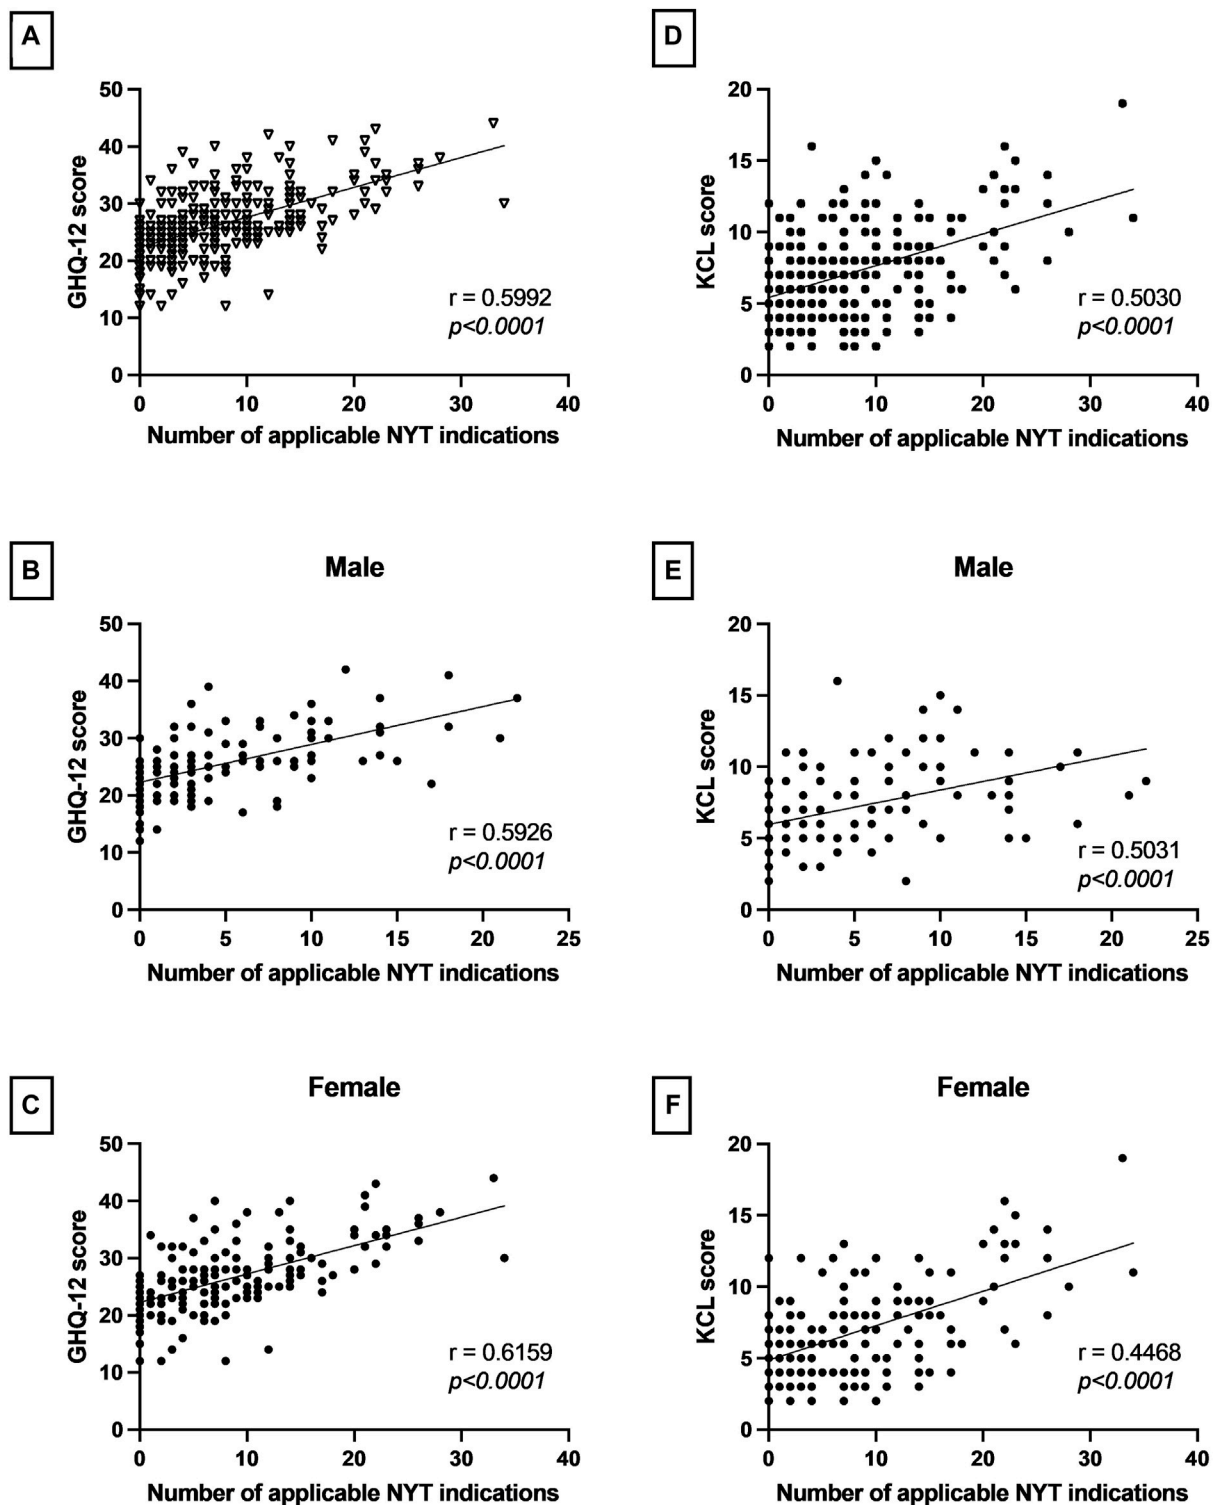 A
GHQ-12 score
50
40
30
20
10
0
r = 0.5992
p<0.0001
0 10 20 30 40
Number of applicable NYT indications
D
KCL score
20
15
10
5
0
r = 0.5030
p<0.0001
0 10 20 30 40
Number of applicable NYT indications
B
Male
GHQ-12 score
50
40
30
20
10
0
r = 0.5926
p<0.0001
0 5 10 15 20 25
Number of applicable NYT indications
E
Male
KCL score
20
15
10
5
0
r = 0.5031
p<0.0001
0 5 10 15 20 25
Number of applicable NYT indications
C
Female
GHQ-12 score
50
40
30
20
10
0
r = 0.6159
p<0.0001
0 10 20 30 40
Number of applicable NYT indications
F
Female
KCL score
20
15
10
5
0
r = 0.4468
p<0.0001
0 10 20 30 40
Number of applicable NYT indications